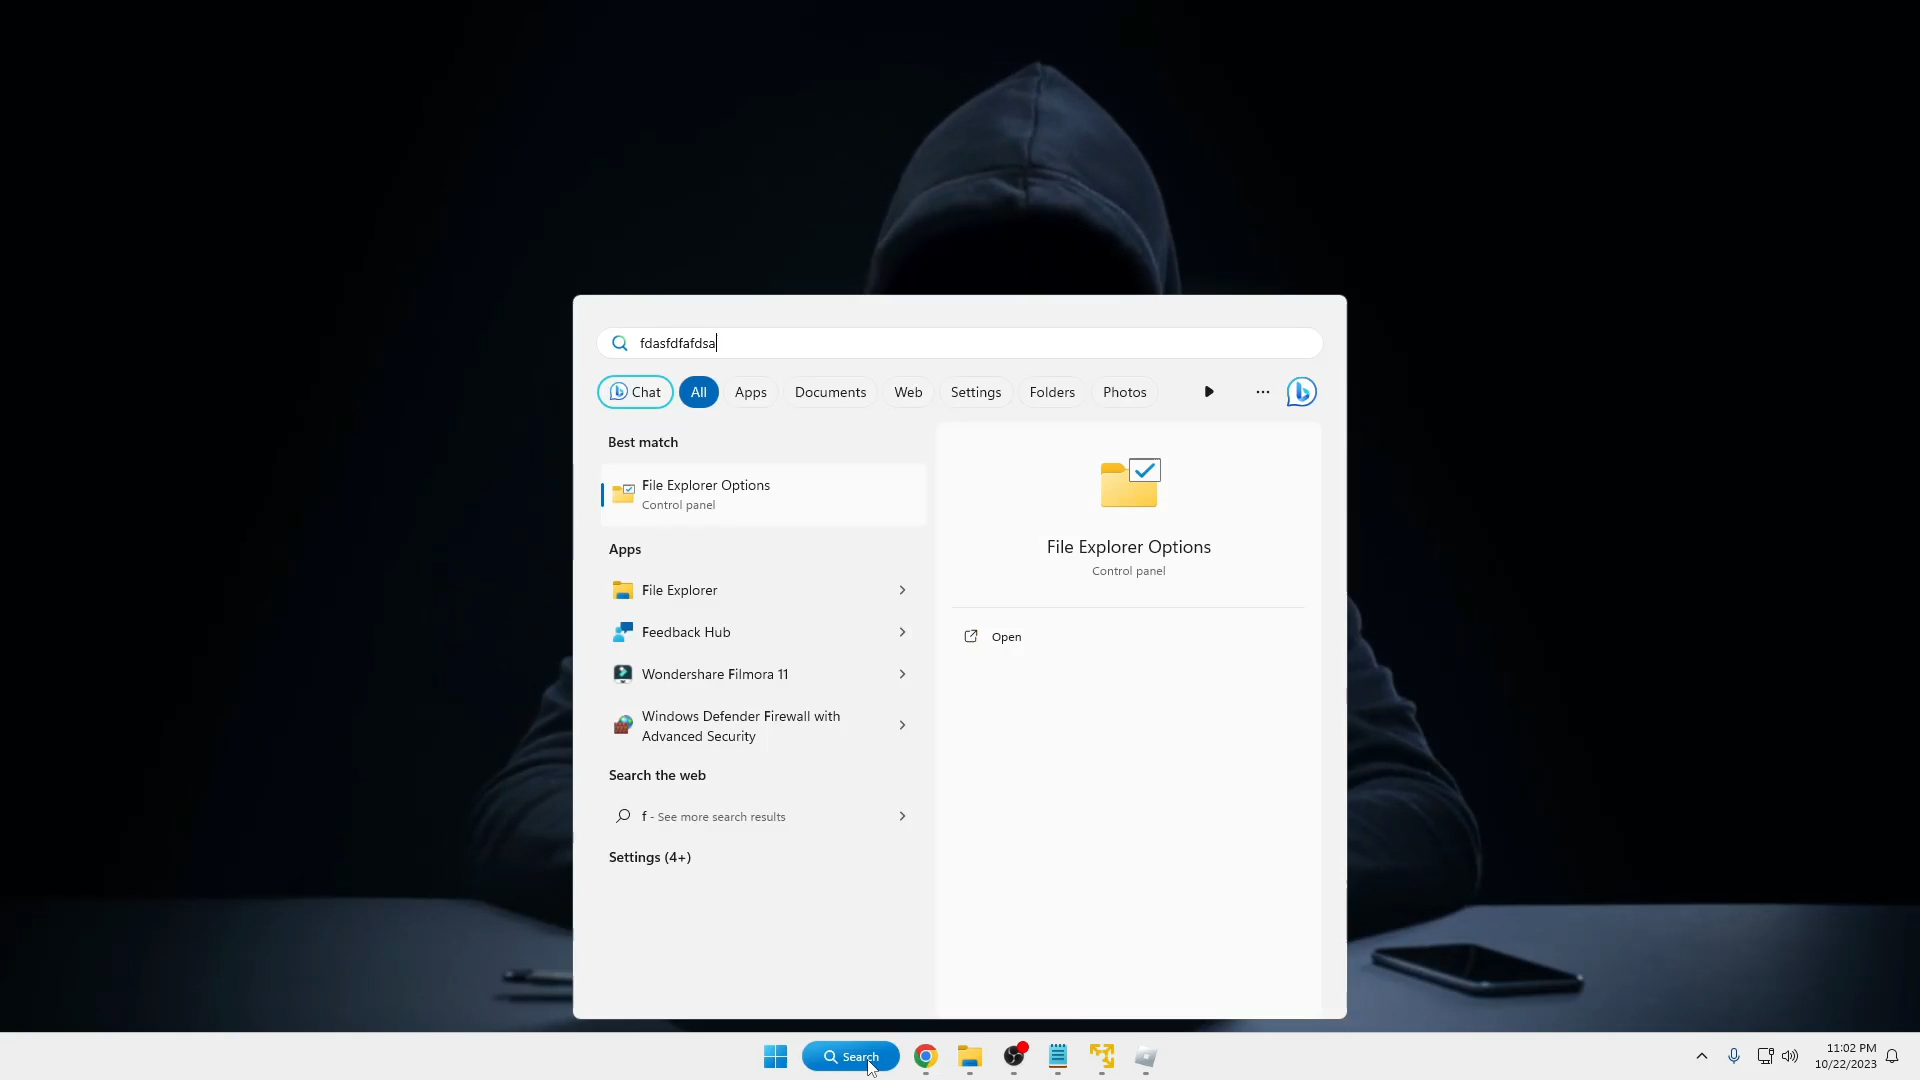 fdasfdfafdsa
Chat All Apps Documents Web Settings Folders Photos ...
Best match
File Explorer Options
Control panel
Apps
File Explorer
Feedback Hub
Wondershare Filmora 11
Windows Defender Firewall with
Advanced Security
Search the web
f - See more search results
Settings (4+)
File Explorer Options
Control panel
Open
Search
11:02 PM
10/22/2023